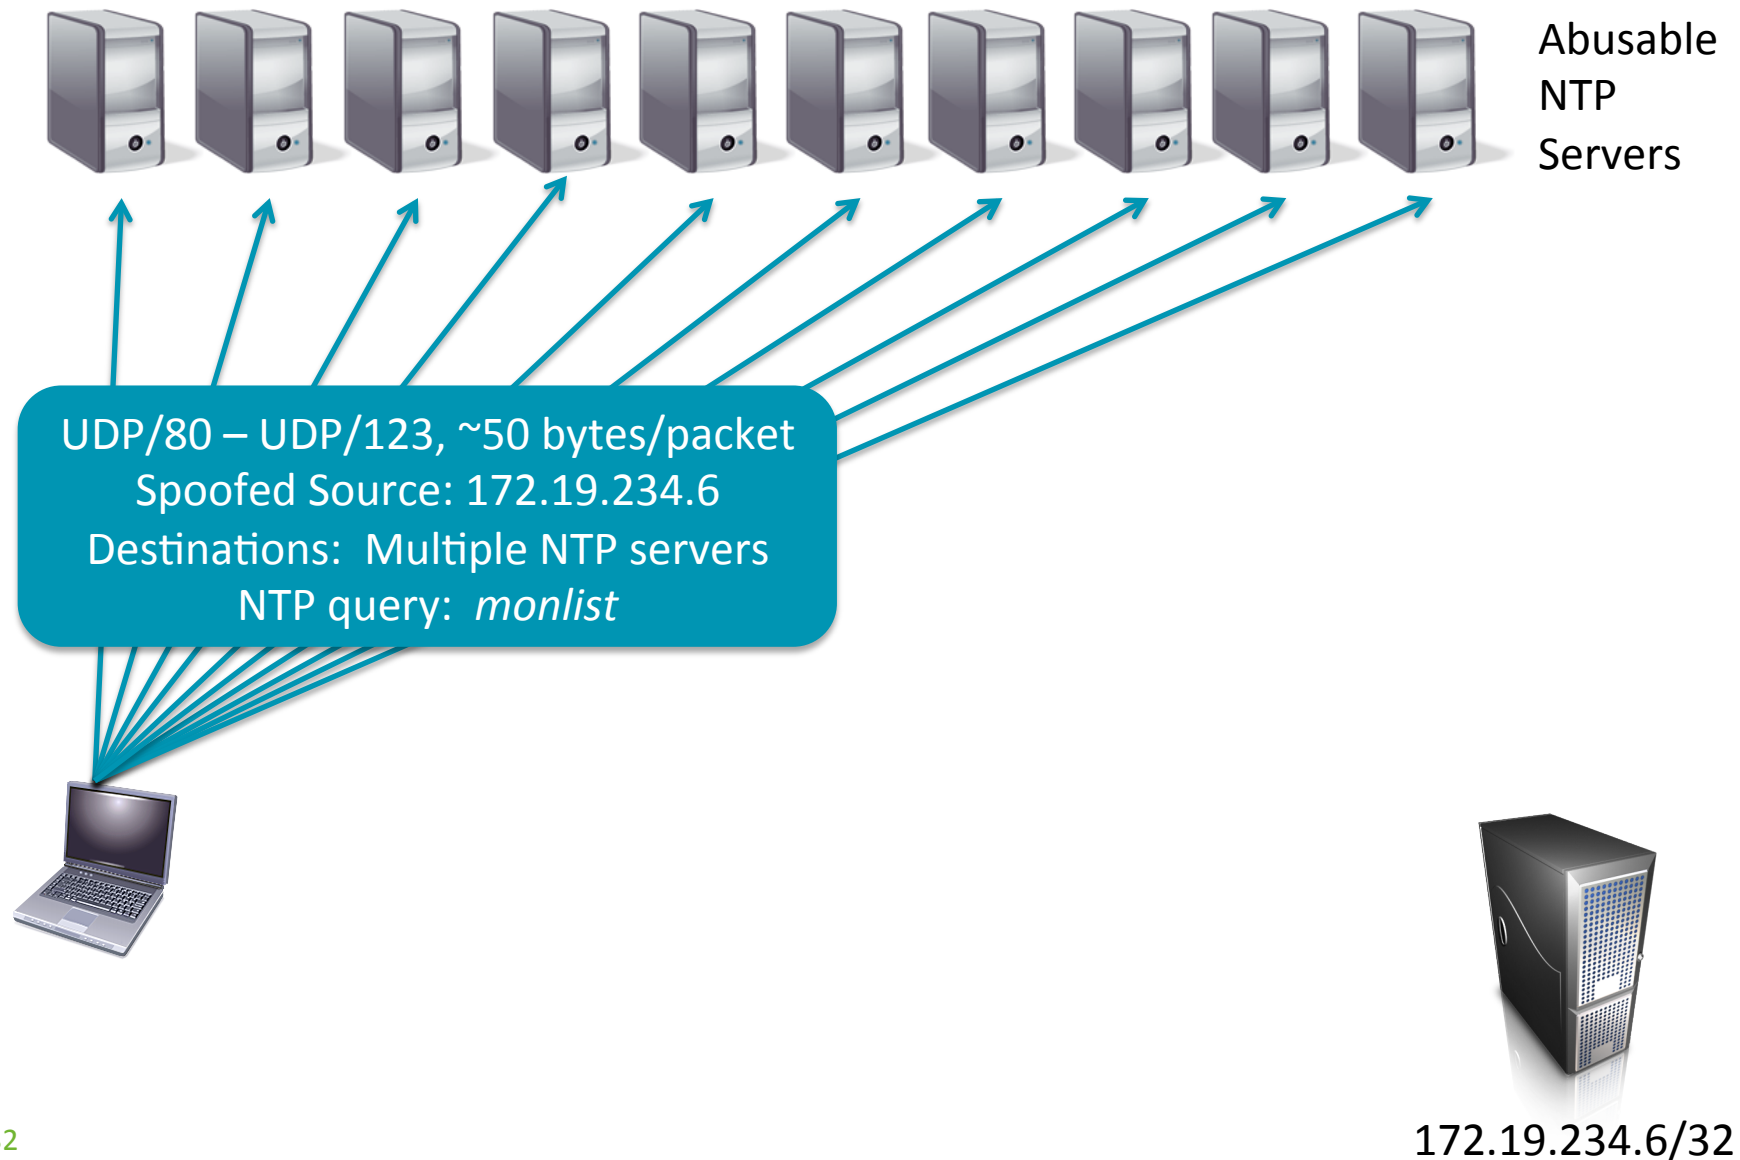 Abusable
NTP
Servers
UDP/80 – UDP/123, ~50 bytes/packet
Spoofed Source: 172.19.234.6
Destinations:  Multiple NTP servers
NTP query:  monlist
172.19.234.6/32